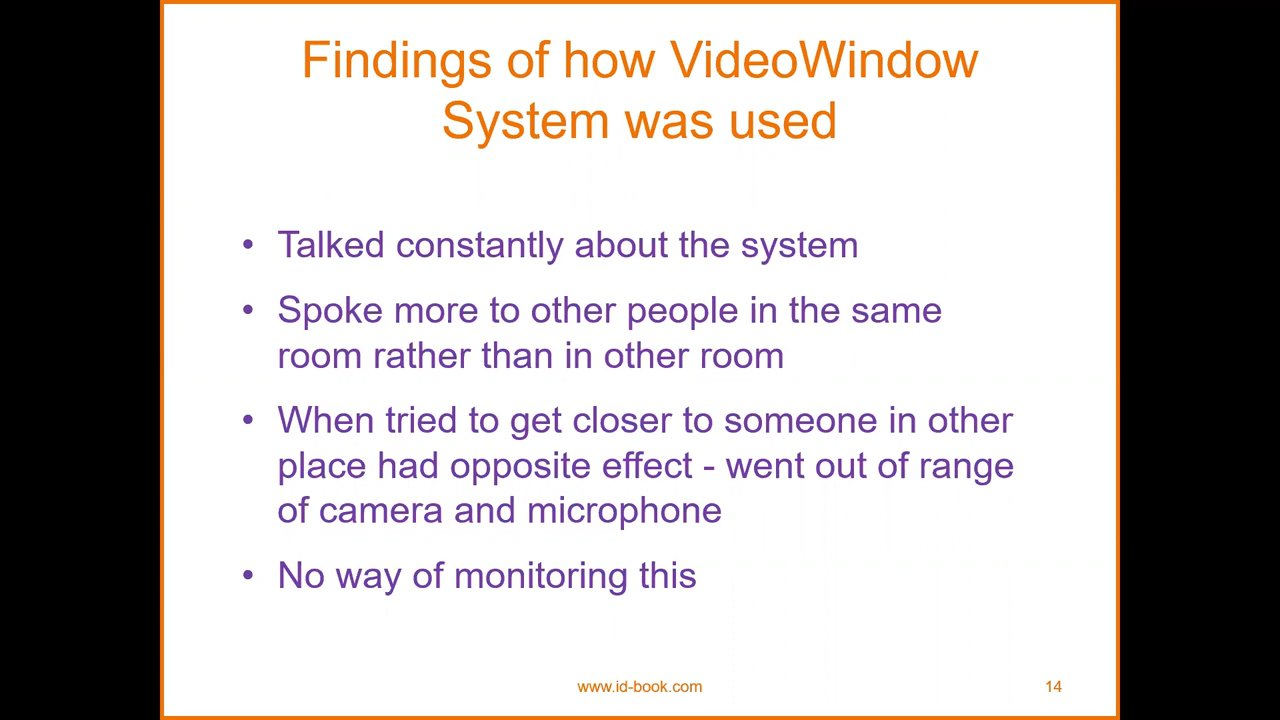 Findings of how VideoWindow
System was used
• Talked constantly about the system
• Spoke more to other people in the same
room rather than in other room
• When tried to get closer to someone in other
place had opposite effect - went out of range
of camera and microphone
• No way of monitoring this
www.id-book.com
14